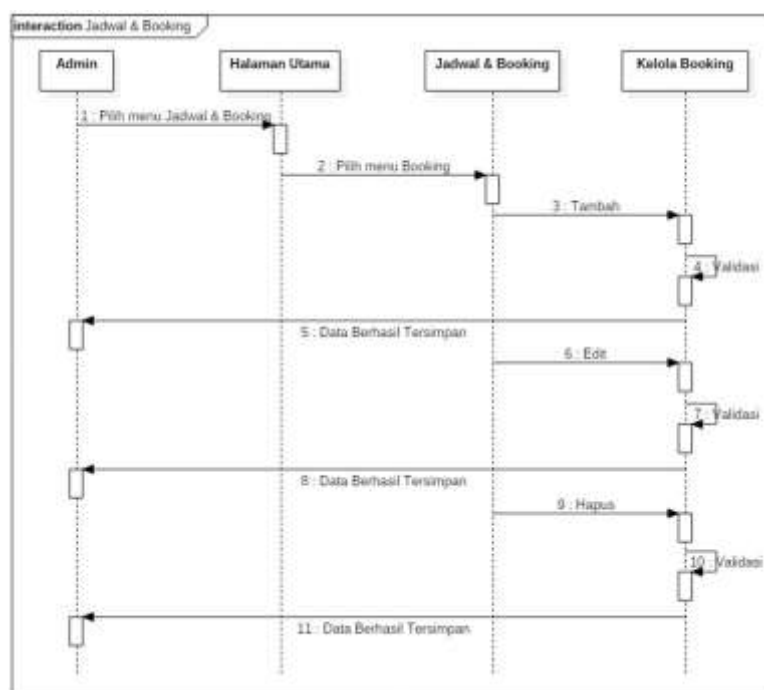 interaction Jadwal & Booking
Admin
Halaman Utama
Jadwal & Booking
Kelola Booking
1 : Pilih menu Jadwal & Booking
2 : Pilih menu Booking
3 : Tambah
4 : Validasi
5 : Data Berhasil Tersimpan
6 : Edit
7 : Validasi
8 : Data Berhasil Tersimpan
9 : Hapus
10 : Validasi
11 : Data Berhasil Tersimpan